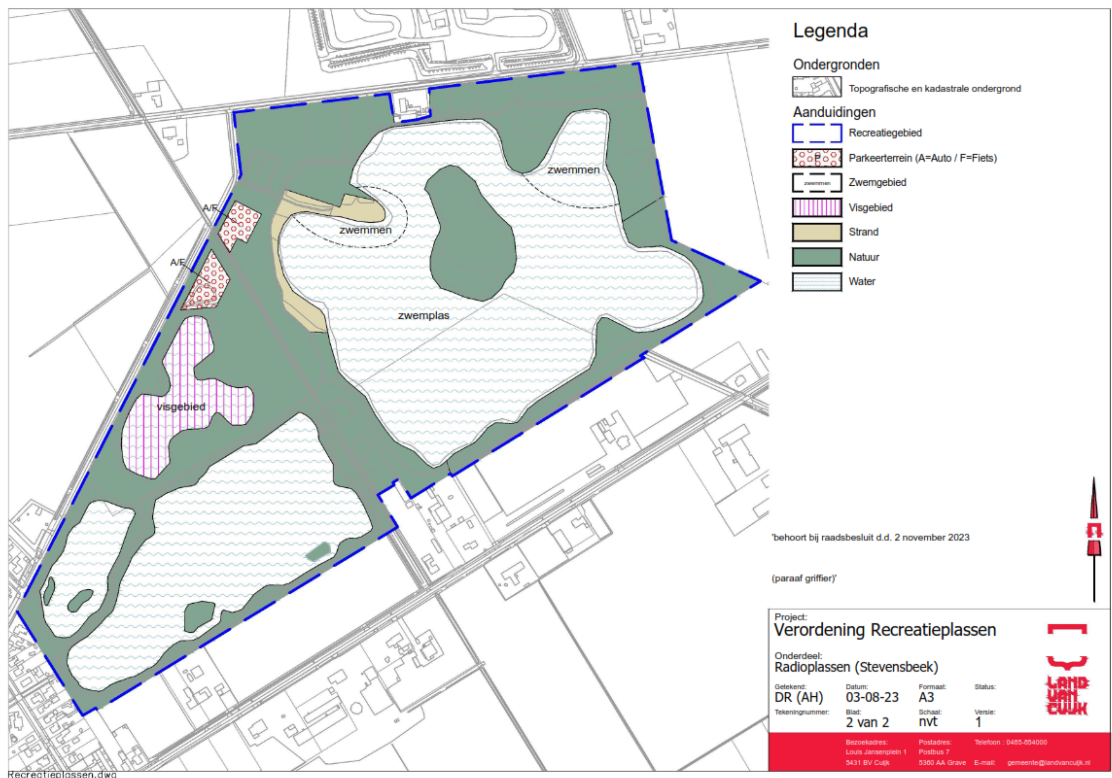 Legenda
Ondergronden
Topografische en kadastrale ondergrond
Aanduidingen
Recreatiegebied
P
Parkeerterrein (A=Auto / F=Fiets)
zwemmen
Zwemgebied
Visgebied
Strand
Natuur
Water
zwemmen
A/F
zwemmen
A/F
zwemplas
visgebied
'behoort bij raadsbesluit d.d. 2 november 2023
(paraaf griffier)'
Project:
Verordening Recreatieplassen
Onderdeel:
Radioplassen (Stevensbeek)
Getekend: Datum: Formaat: Status:
DR (AH) 03-08-23 A3
Tekeningnummer: Blad: Schaal: Versie:
2 van 2 nvt 1
LAND
VAN
CUIJK
Bezoekadres: Postadres: Telefoon : 0485-854000
Louis Jansenplein 1 Postbus 7
5431 BV Cuijk 5360 AA Grave E-mail: gemeente@landvancuijk.nl
Recreatieplassen.dwg